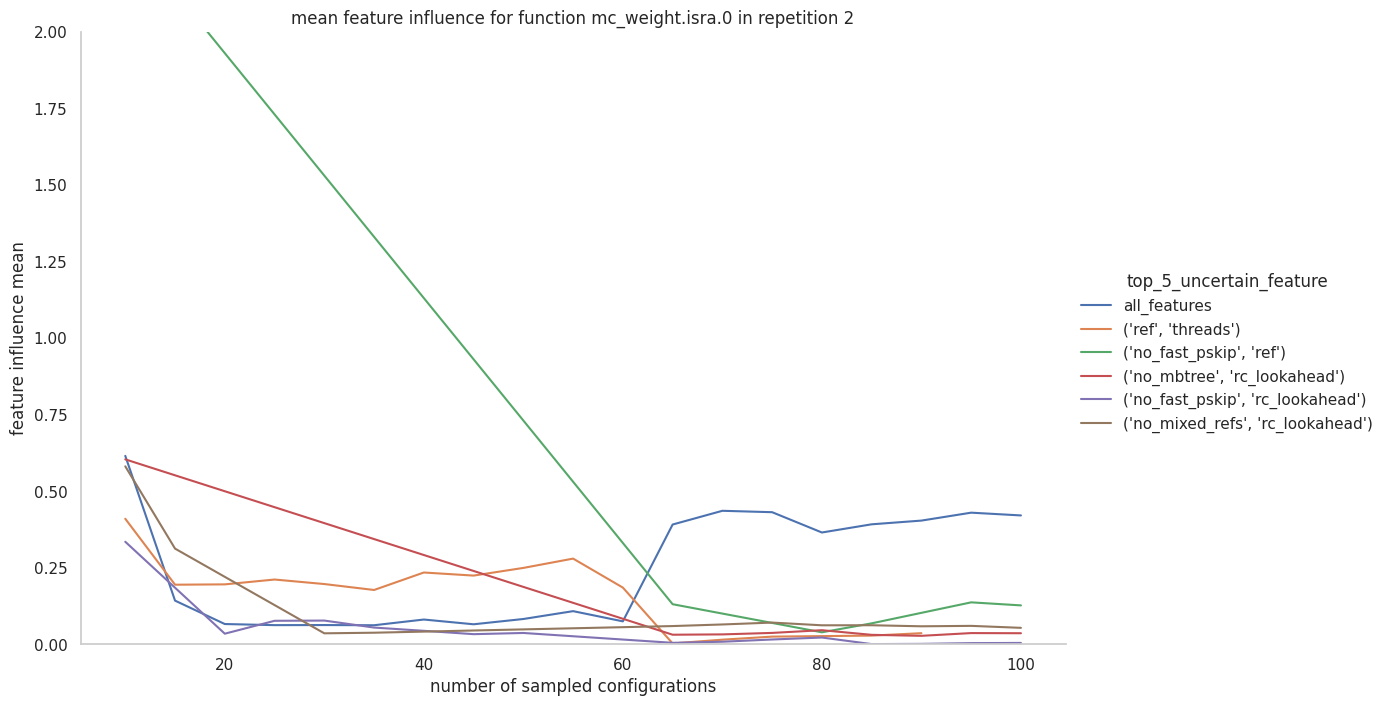 mean feature influence for function mc_weight.isra.0 in repetition 2
2.00
1.75
1.50
1.25
1.00
0.75
0.50
0.25
0.00
feature influence mean
20
40
60
80
100
number of sampled configurations
top_5_uncertain_feature
all_features
('ref', 'threads')
('no_fast_pskip', 'ref')
('no_mbtree', 'rc_lookahead')
('no_fast_pskip', 'rc_lookahead')
('no_mixed_refs', 'rc_lookahead')